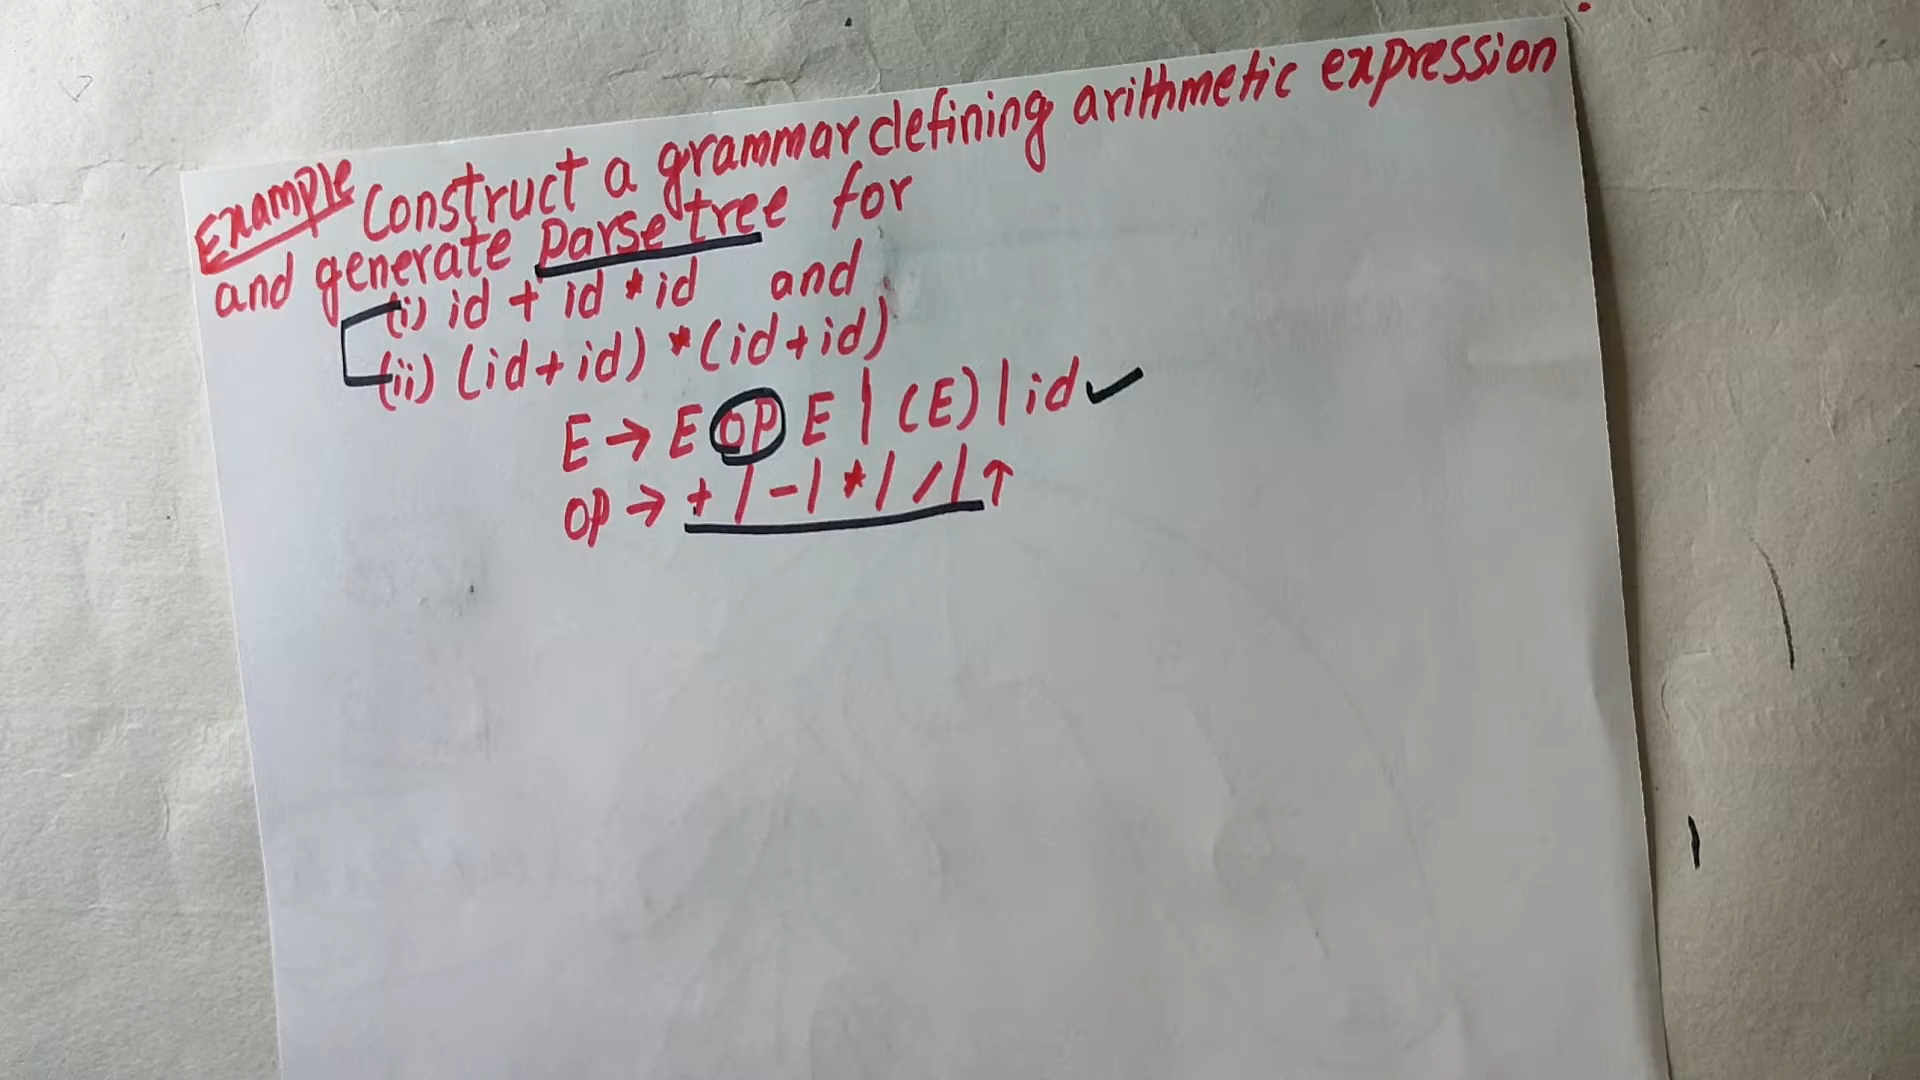 Example Construct a grammar defining arithmetic expression
and generate parse tree for
(i) id + id * id and
(ii) (id+id) * (id+id)
E → E OP E | (E) | id ✓
OP → + | - | * | / | ↑